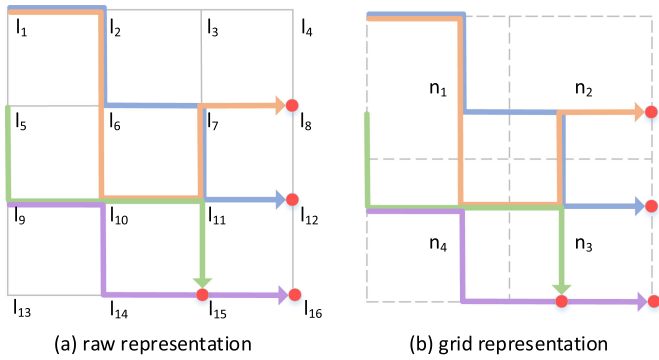 l1 l2 l3 l4
l5 l6 l7 l8
l9 l10 l11 l12
l13 l14 l15 l16
(a) raw representation
n1 n2
n4 n3
(b) grid representation